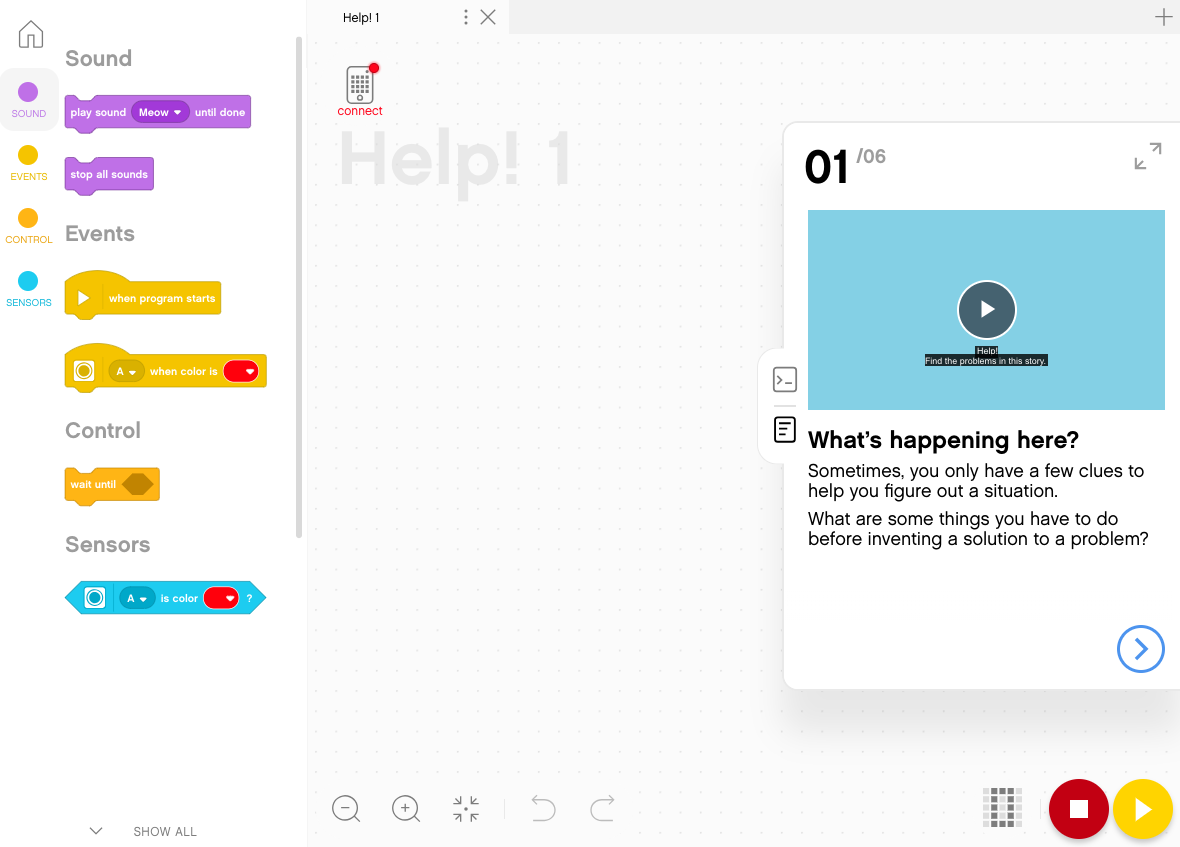 Help! 1
Sound
SOUND
play sound Meow until done
EVENTS
stop all sounds
CONTROL
Events
SENSORS
when program starts
A when color is
Control
wait until
Sensors
A is color ?
SHOW ALL
connect
Help! 1
01 /06
Help!
Find the problems in this story.
What's happening here?
Sometimes, you only have a few clues to
help you figure out a situation.
What are some things you have to do
before inventing a solution to a problem?